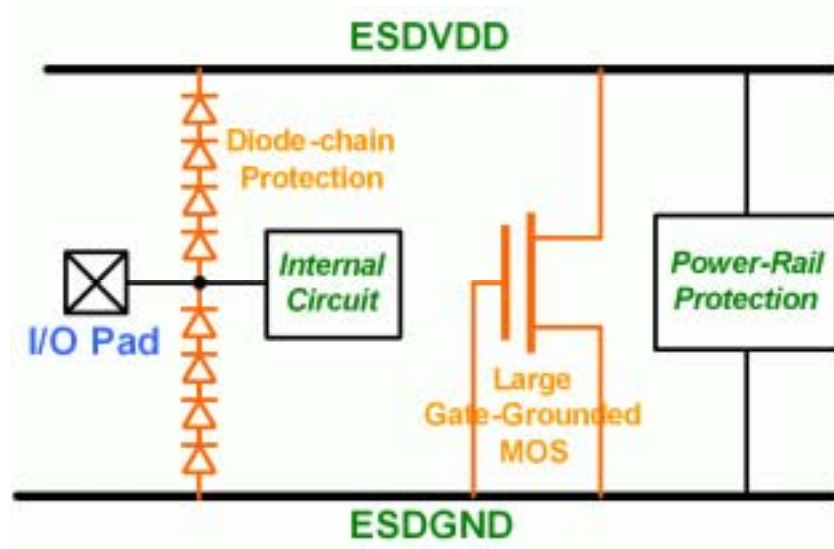 ESDVDD
Diode-chain
Protection
Internal
Circuit
Power-Rail
Protection
I/O Pad
Large
Gate-Grounded
MOS
ESDGND